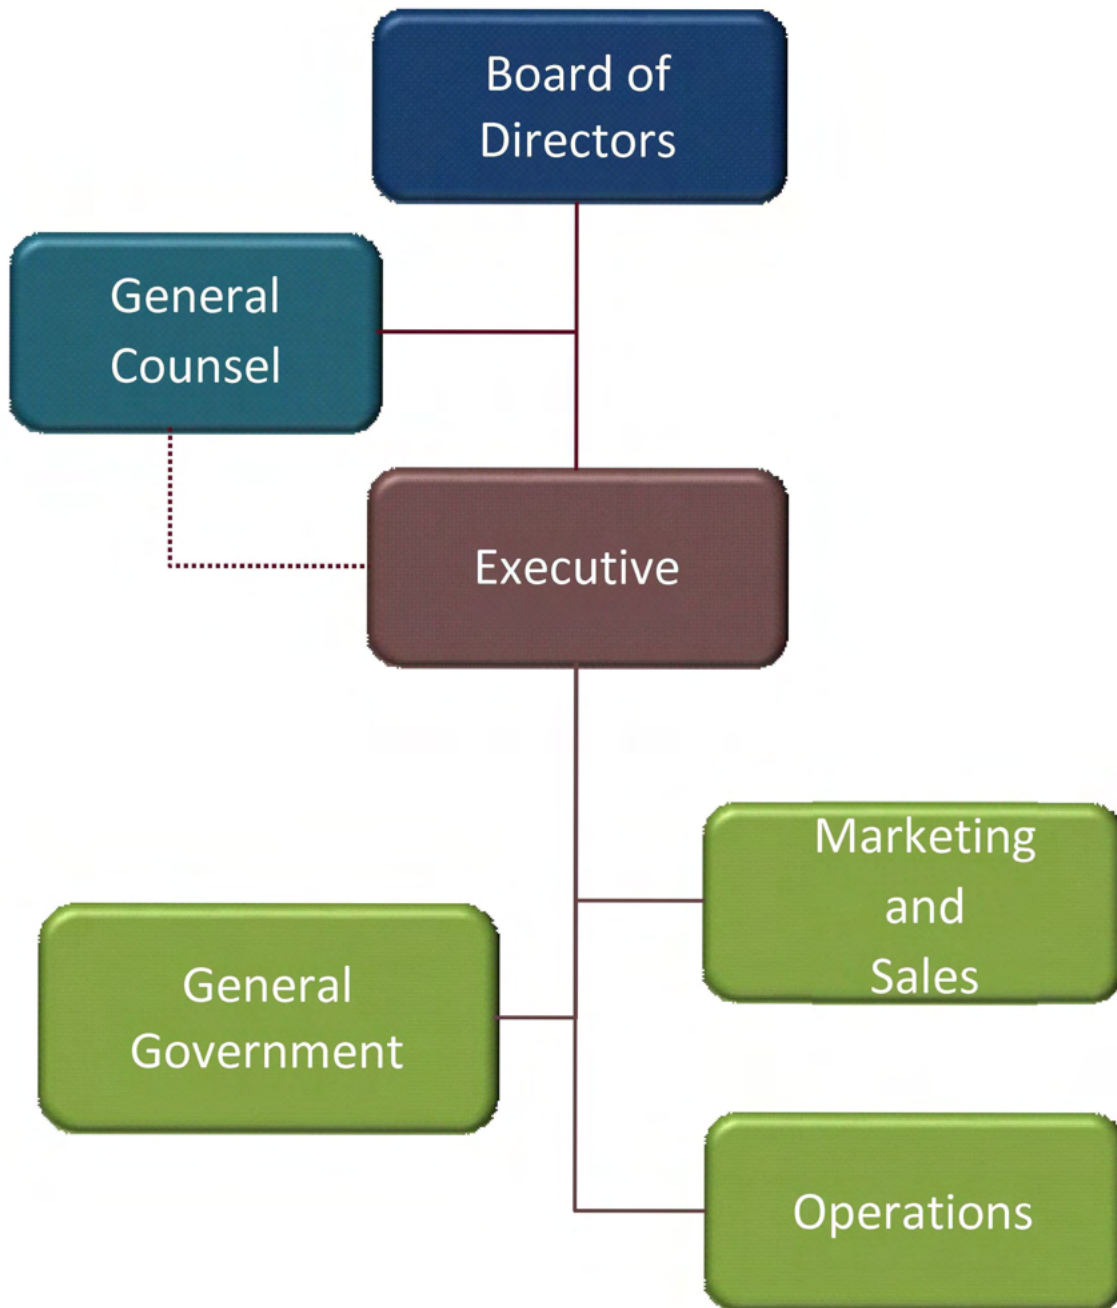 Board of
Directors
General
Counsel
Executive
Marketing
and
Sales
General
Government
Operations